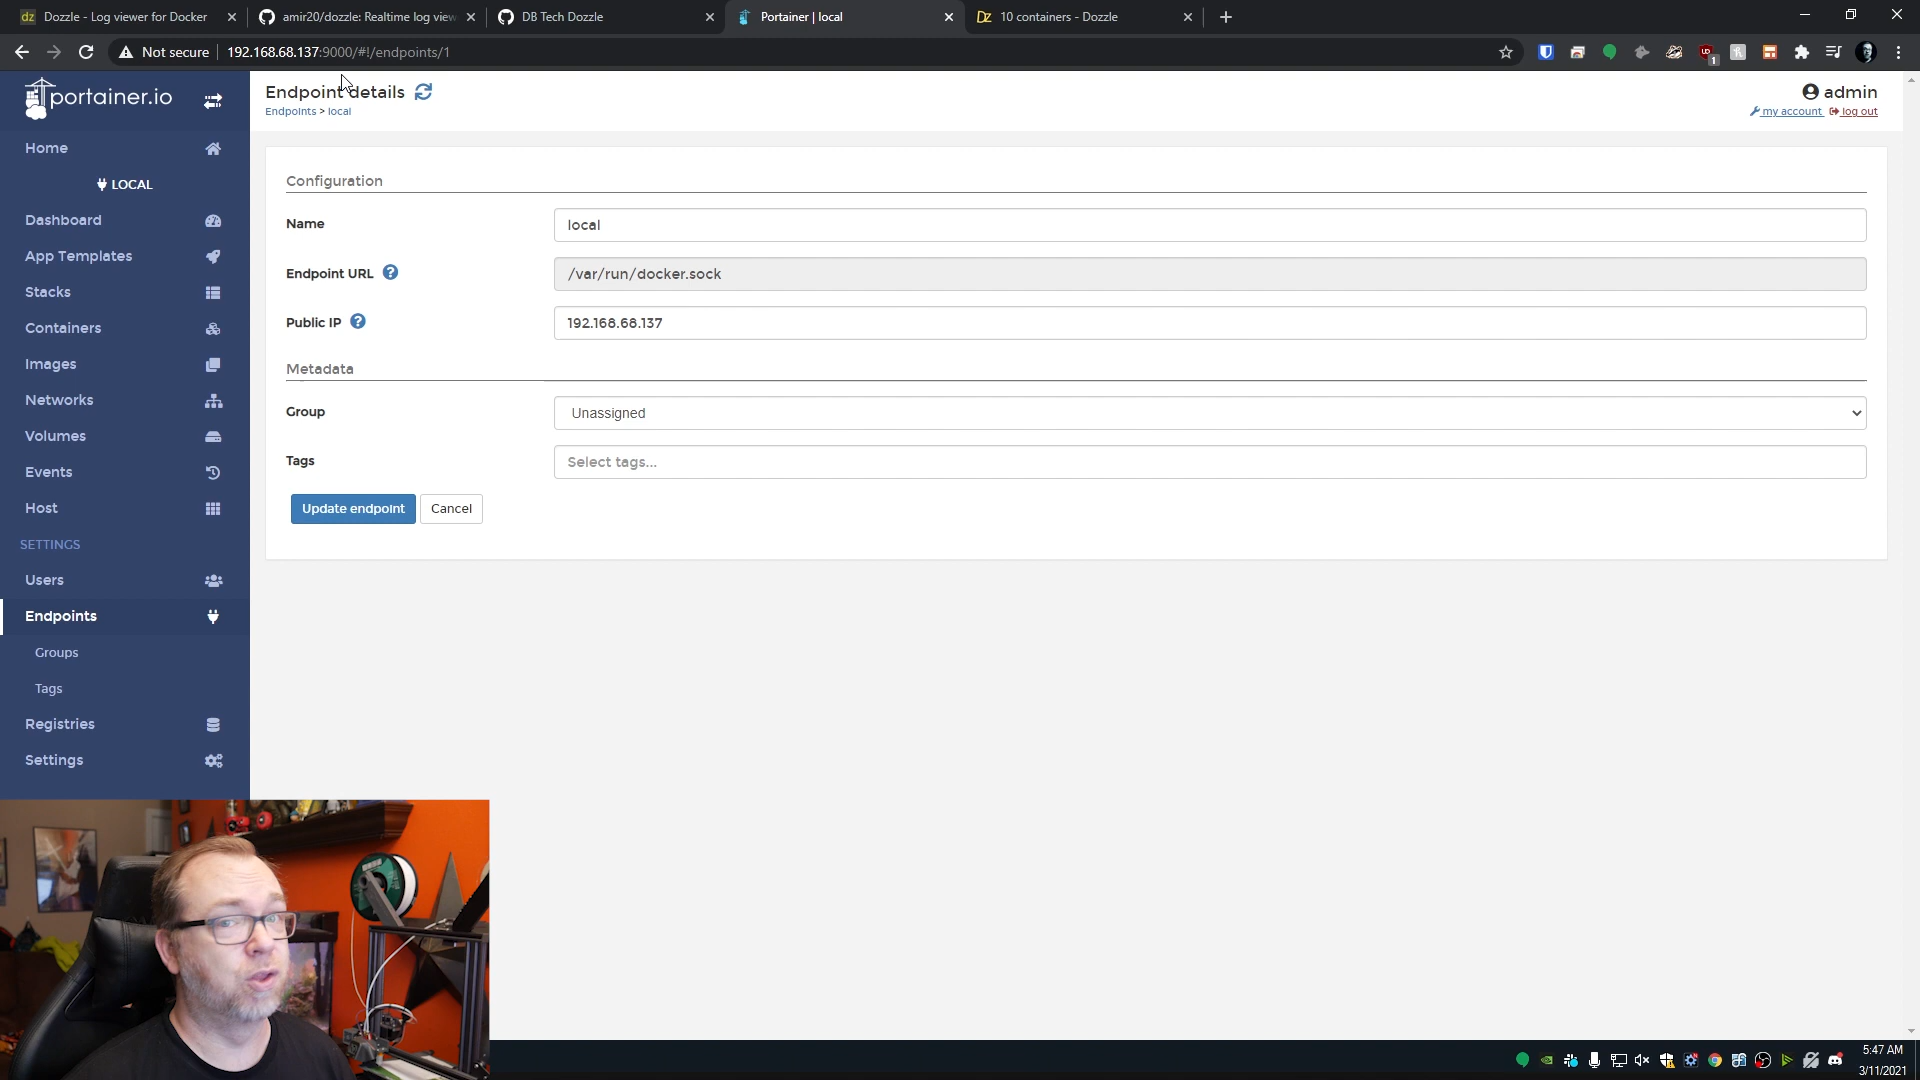 Dozzle - Log viewer for Docker
amir20/dozzle: Realtime log view
DB Tech Dozzle
Portainer | local
10 containers - Dozzle
Not secure
192.168.68.137:9000/#!/endpoints/1
portainer.io
Endpoint details
Endpoints > local
admin
my account
log out
Home
LOCAL
Dashboard
App Templates
Stacks
Containers
Images
Networks
Volumes
Events
Host
SETTINGS
Users
Endpoints
Groups
Tags
Registries
Settings
Configuration
Name
local
Endpoint URL
/var/run/docker.sock
Public IP
192.168.68.137
Metadata
Group
Unassigned
Tags
Select tags...
Update endpoint
Cancel
5:47 AM
3/11/2021